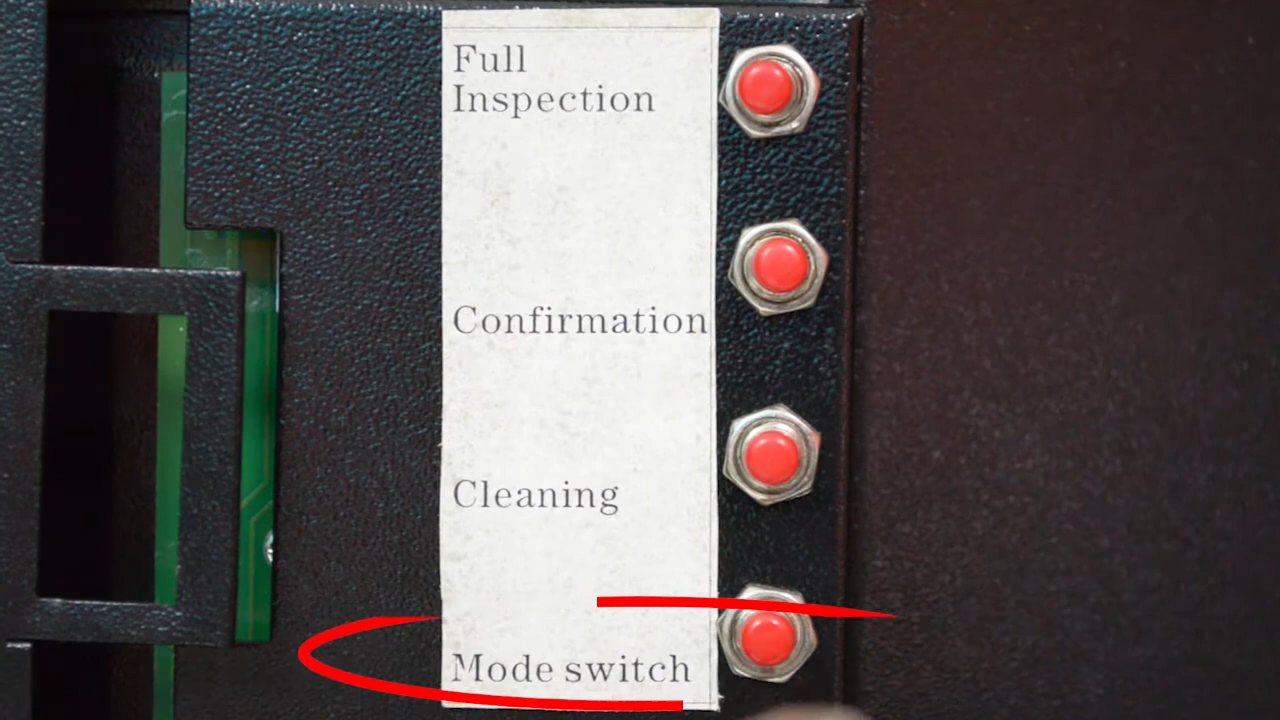 Full
Inspection
Confirmation
Cleaning
Mode switch